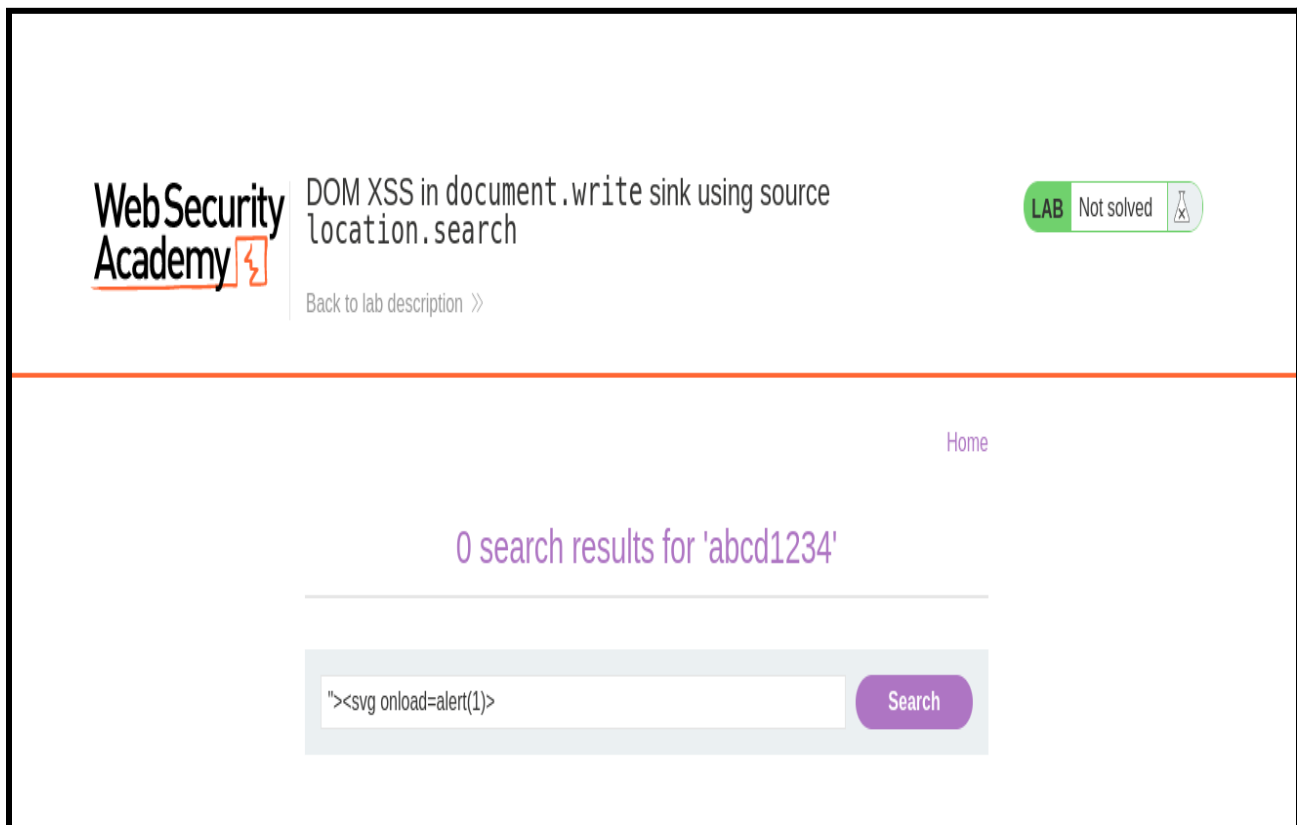 Web Security
Academy
DOM XSS in document.write sink using source
location.search
Back to lab description »
LAB Not solved
Home
0 search results for 'abcd1234'
"><svg onload=alert(1)>
Search